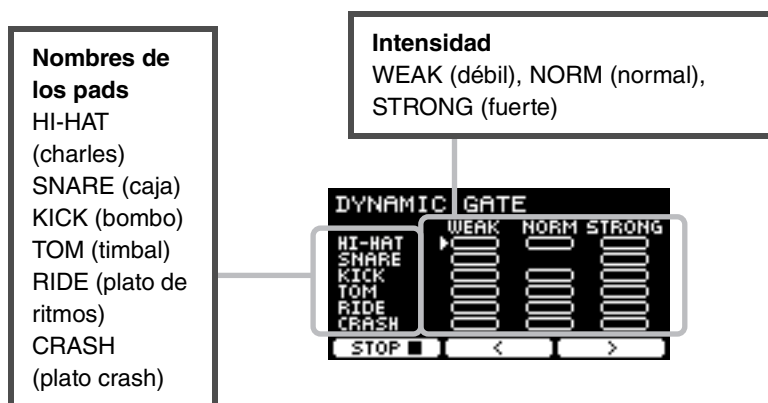 Nombres de
los pads
HI-HAT
(charles)
SNARE (caja)
KICK (bombo)
TOM (timbal)
RIDE (plato de
ritmos)
CRASH
(plato crash)
Intensidad
WEAK (débil), NORM (normal),
STRONG (fuerte)
DYNAMIC GATE
WEAK NORM STRONG
HI-HAT
SNARE
KICK
TOM
RIDE
CRASH
STOP ■ < >